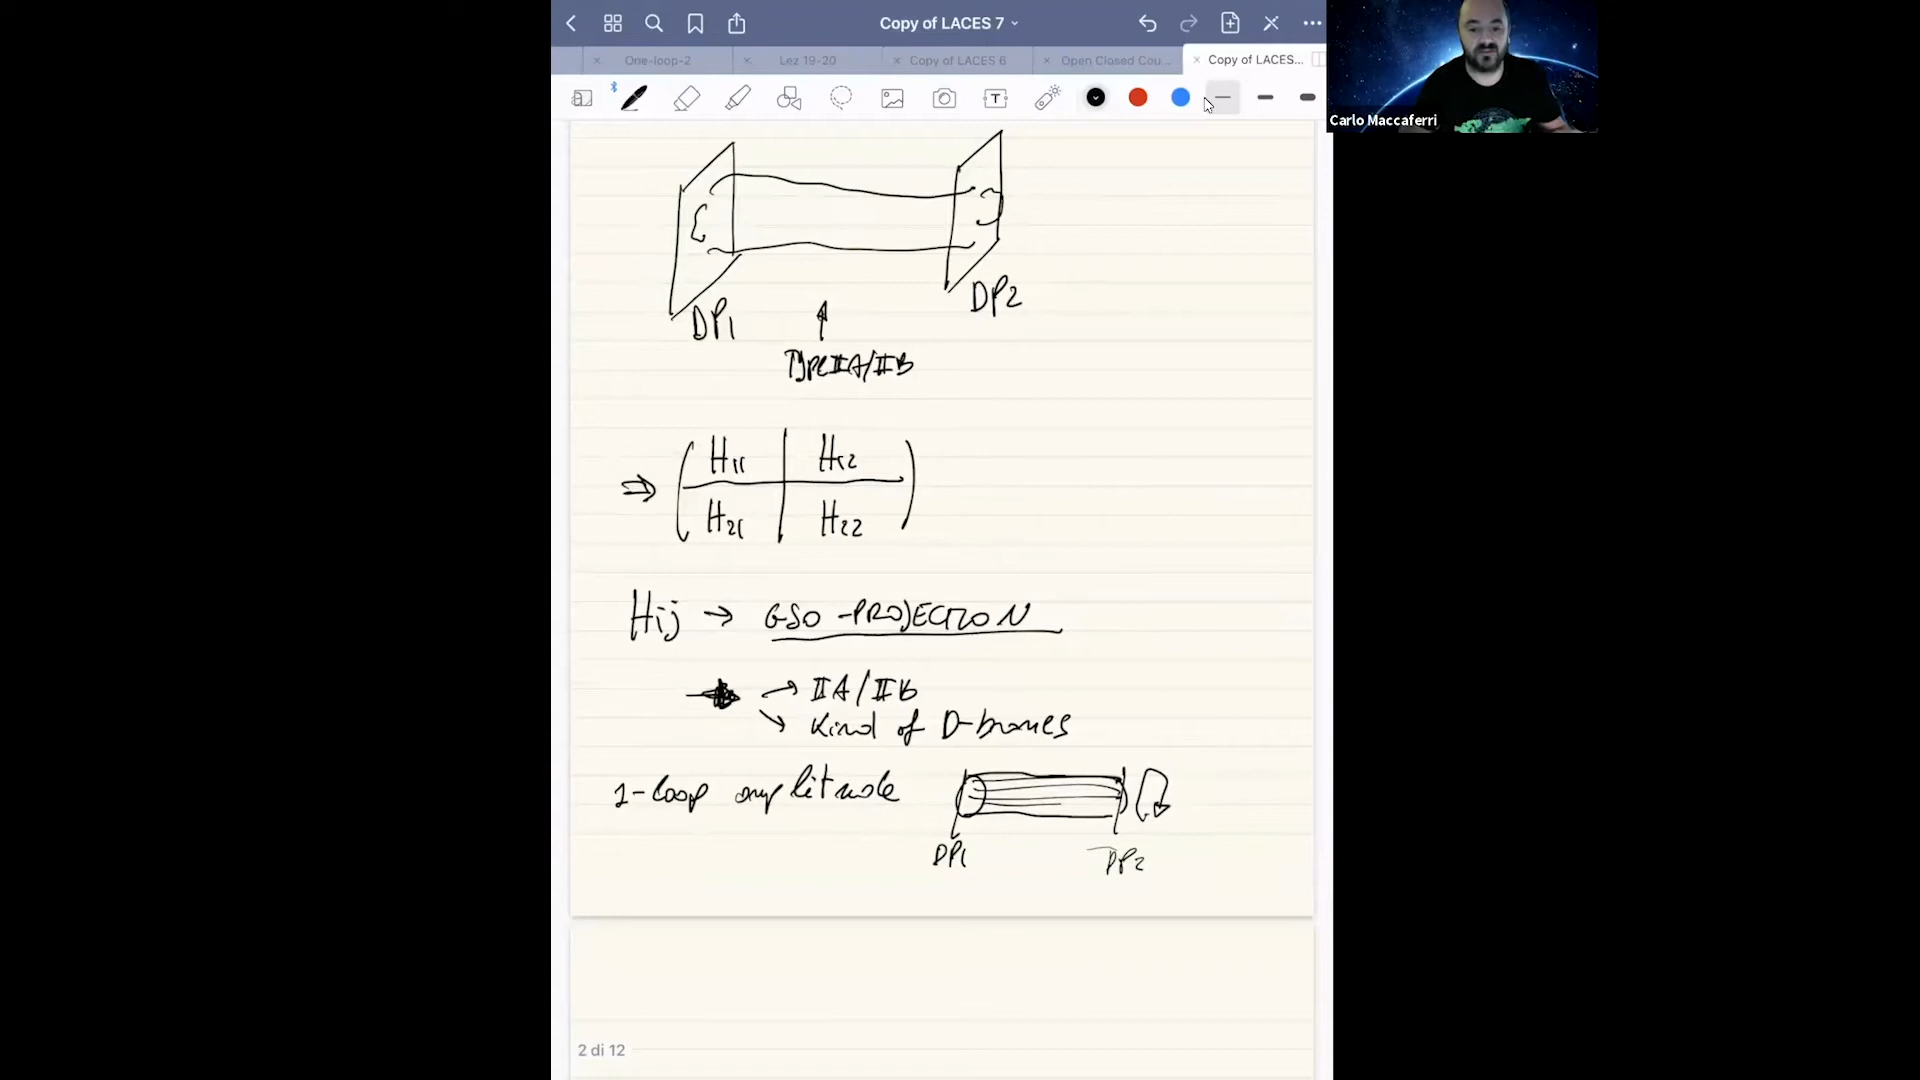 Copy of LACES 7
One-loop-2
Lez 19-20
Copy of LACES 6
Open Closed Cou...
Copy of LACES...
Carlo Maccaferri
DP1
DP2
TYPE IIA/IIB
⇒ ( H11 | H12
H21 | H22 )
Hij → GSO-PROJECTION
→ IIA/IIB
↘ Kind of D-branes
1-loop amplitude
DP1
DP2
2 di 12